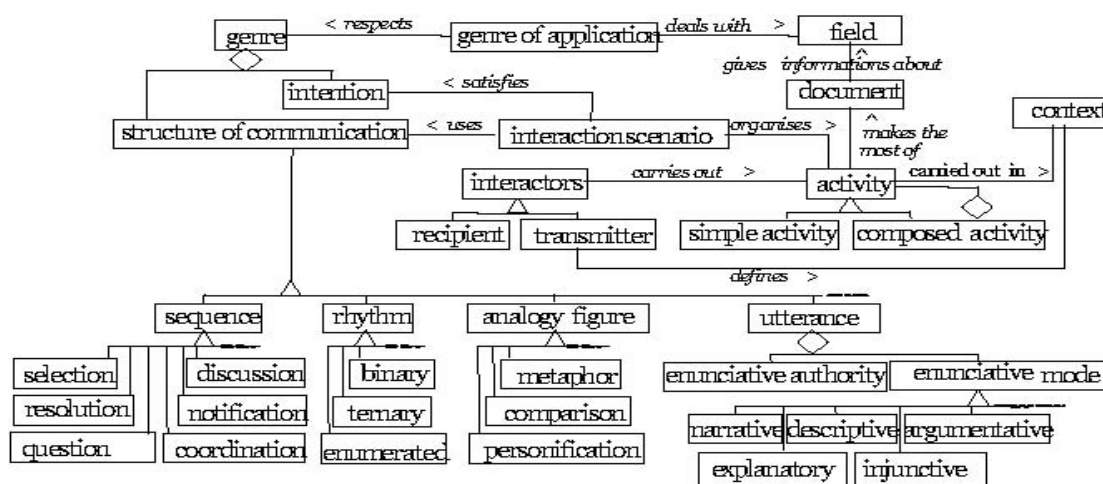 genre < respects genre of application deals with > field
gives informations about
intention < satisfies document
structure of communication < uses interaction scenario organises > makes the most of context
interactors carries out > activity carried out in >
recipient transmitter simple activity composed activity
defines >
sequence rhythm analogy figure utterance
selection discussion binary metaphor enunciative authority enunciative mode
resolution notification ternary comparison
question coordination enumerated personification narrative descriptive argumentative
explanatory injunctive